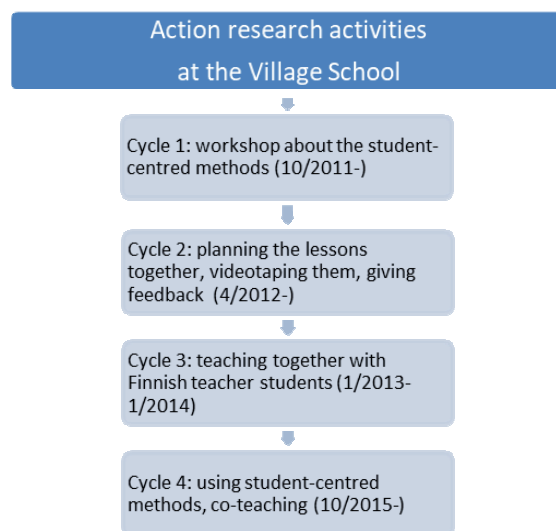 Action research activities
at the Village School
Cycle 1: workshop about the student-
centred methods (10/2011-)
Cycle 2: planning the lessons
together, videotaping them, giving
feedback  (4/2012-)
Cycle 3: teaching together with
Finnish teacher students (1/2013-
1/2014)
Cycle 4: using student-centred
methods, co-teaching (10/2015-)